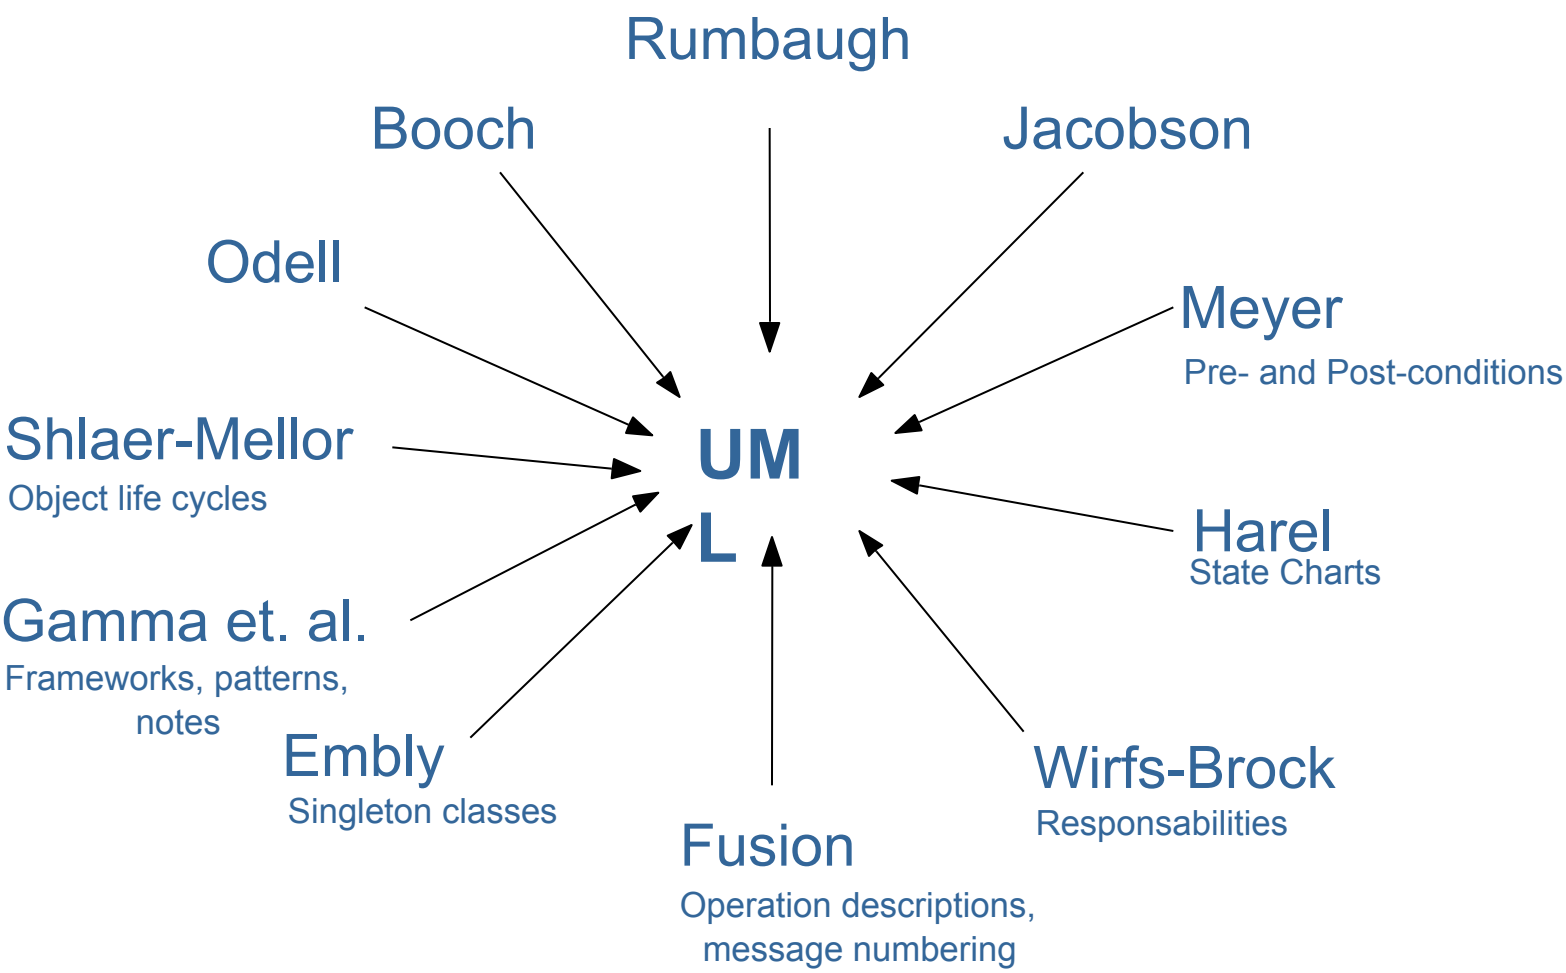 Rumbaugh
Booch
Jacobson
Odell
Meyer
Pre- and Post-conditions
Shlaer-Mellor
Object life cycles
UM
L
Harel
State Charts
Gamma et. al.
Frameworks, patterns,
notes
Embly
Singleton classes
Wirfs-Brock
Responsabilities
Fusion
Operation descriptions,
message numbering